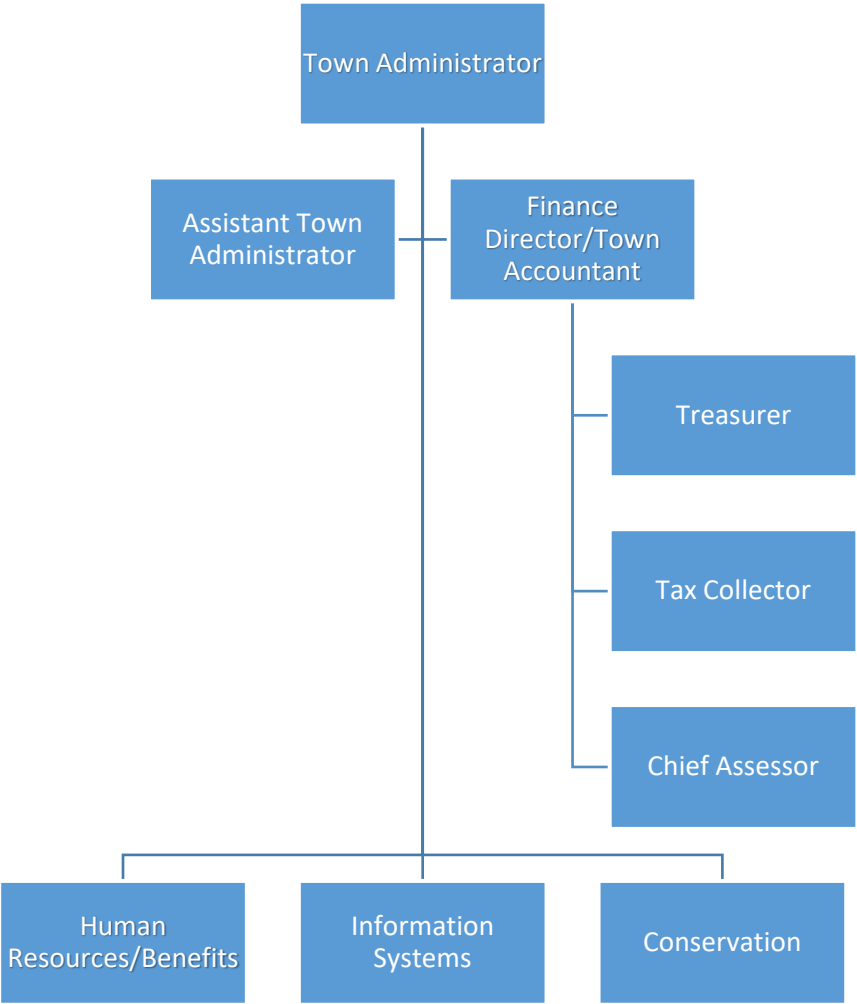 Town Administrator
Assistant Town
Administrator
Finance
Director/Town
Accountant
Treasurer
Tax Collector
Chief Assessor
Human
Resources/Benefits
Information
Systems
Conservation